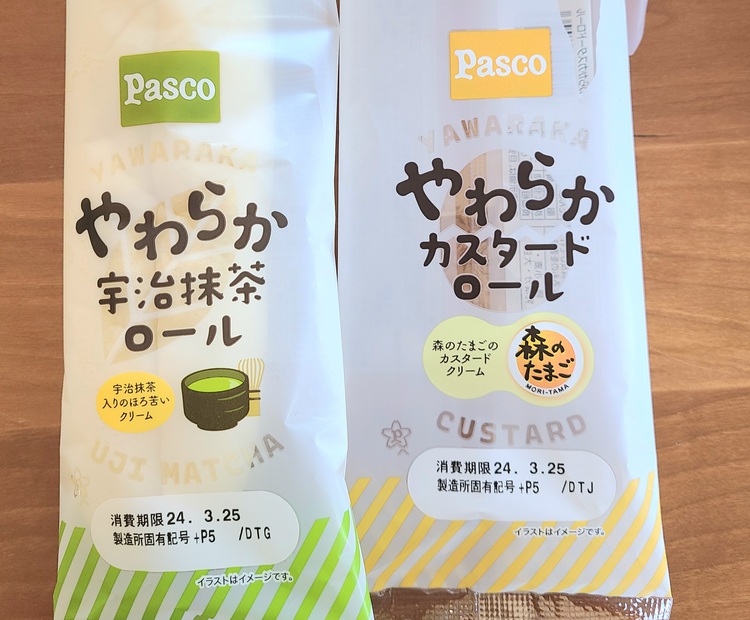 Pasco
YAWARAKA
やわらか
宇治抹茶
ロール
宇治抹茶
入りのほろ苦い
クリーム
UJI MATCHA
消費期限24. 3.25
製造所固有記号+P5 /DTG
イラストはイメージです。
Pasco
YAWARAKA
やわらか
カスタード
ロール
森のたまごの
カスタード
クリーム
森の
たまご
MORI-TAMA
CUSTARD
消費期限24. 3.25
製造所固有記号+P5 /DTJ
イラストはイメージです。